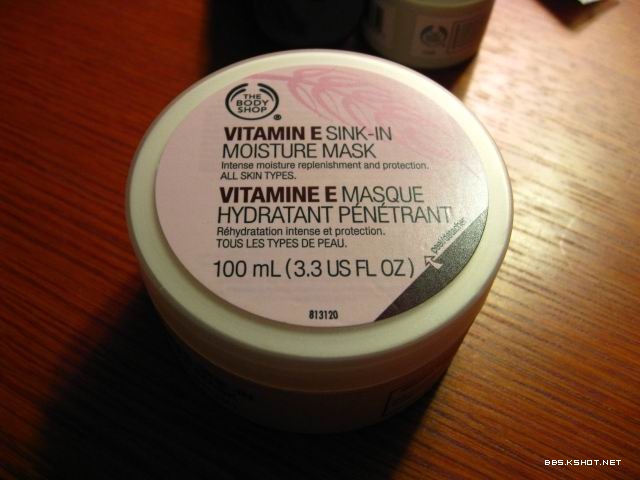 THE
BODY
SHOP
®
VITAMIN E SINK-IN
MOISTURE MASK
Intense moisture replenishment and protection.
ALL SKIN TYPES.
VITAMINE E MASQUE
HYDRATANT PÉNÉTRANT
Réhydratation intense et protection.
TOUS LES TYPES DE PEAU.
100 mL (3.3 US FL OZ)
peel/détacher
813120
BBS.KSHOT.NET